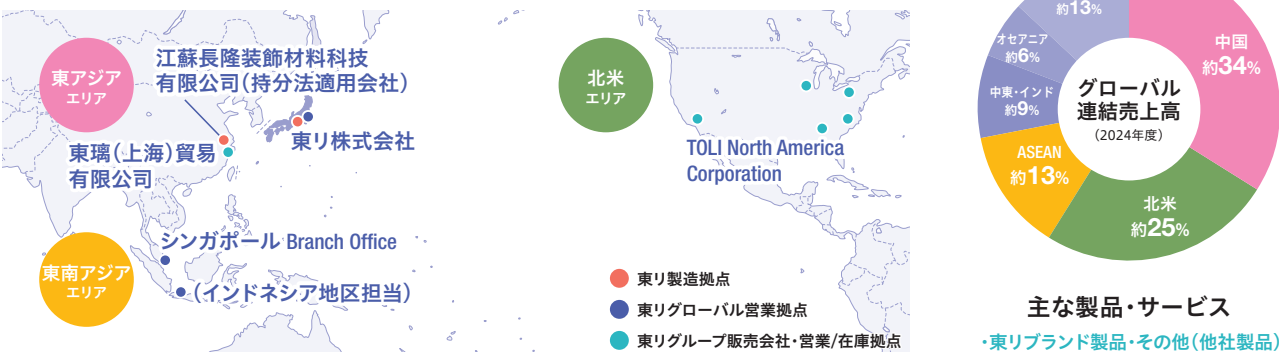 東アジア
エリア
江蘇長隆装飾材料科技
有限公司(持分法適用会社)
東リ株式会社
東璃(上海)貿易
有限公司
東南アジア
エリア
シンガポール Branch Office
(インドネシア地区担当)
北米
エリア
TOLI North America
Corporation
東リ製造拠点
東リグローバル営業拠点
東リグループ販売会社・営業/在庫拠点
約13%
オセアニア
約6%
中東・インド
約9%
ASEAN
約13%
北米
約25%
中国
約34%
グローバル
連結売上高
(2024年度)
主な製品・サービス
・東リブランド製品・その他(他社製品)